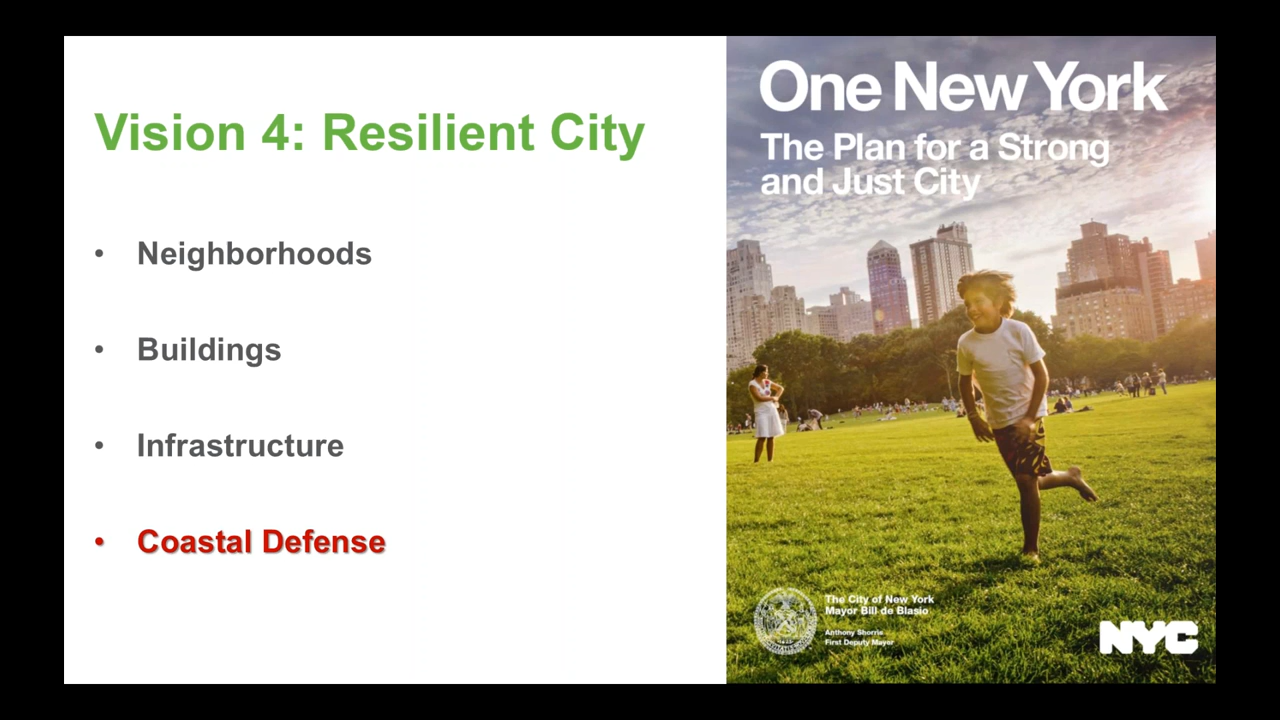 Vision 4: Resilient City
• Neighborhoods
• Buildings
• Infrastructure
• Coastal Defense
One New York
The Plan for a Strong
and Just City
The City of New York
Mayor Bill de Blasio
Anthony Shorris
First Deputy Mayor
NYC